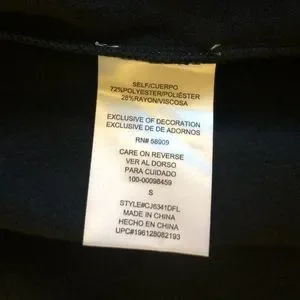 SELF/CUERPO
72%POLYESTER/POLIÉSTER
28%RAYON/VISCOSA
EXCLUSIVE OF DECORATION
EXCLUSIVE DE DE ADORNOS
RN# 58909
CARE ON REVERSE
VER AL DORSO
PARA CUIDADO
100-00098459
S
STYLE#CJ6341DFL
MADE IN CHINA
HECHO EN CHINA
UPC#196128082193